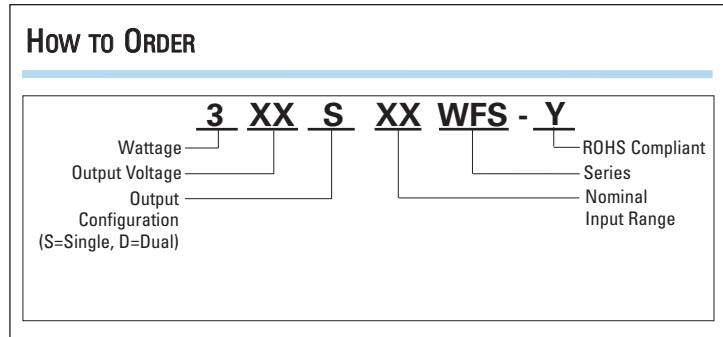 HOW TO ORDER
3 XX S XX WFS - Y
Wattage
Output Voltage
Output
Configuration
(S=Single, D=Dual)
ROHS Compliant
Series
Nominal
Input Range